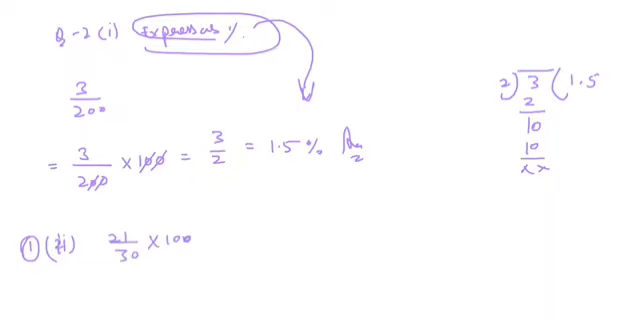 Q-2 (i) Express as %.
3/200
= 3/200 × 100 = 3/2 = 1.5 % Ans
2) 3 ( 1.5
2
10
10
××
① (ii) 21/30 × 100